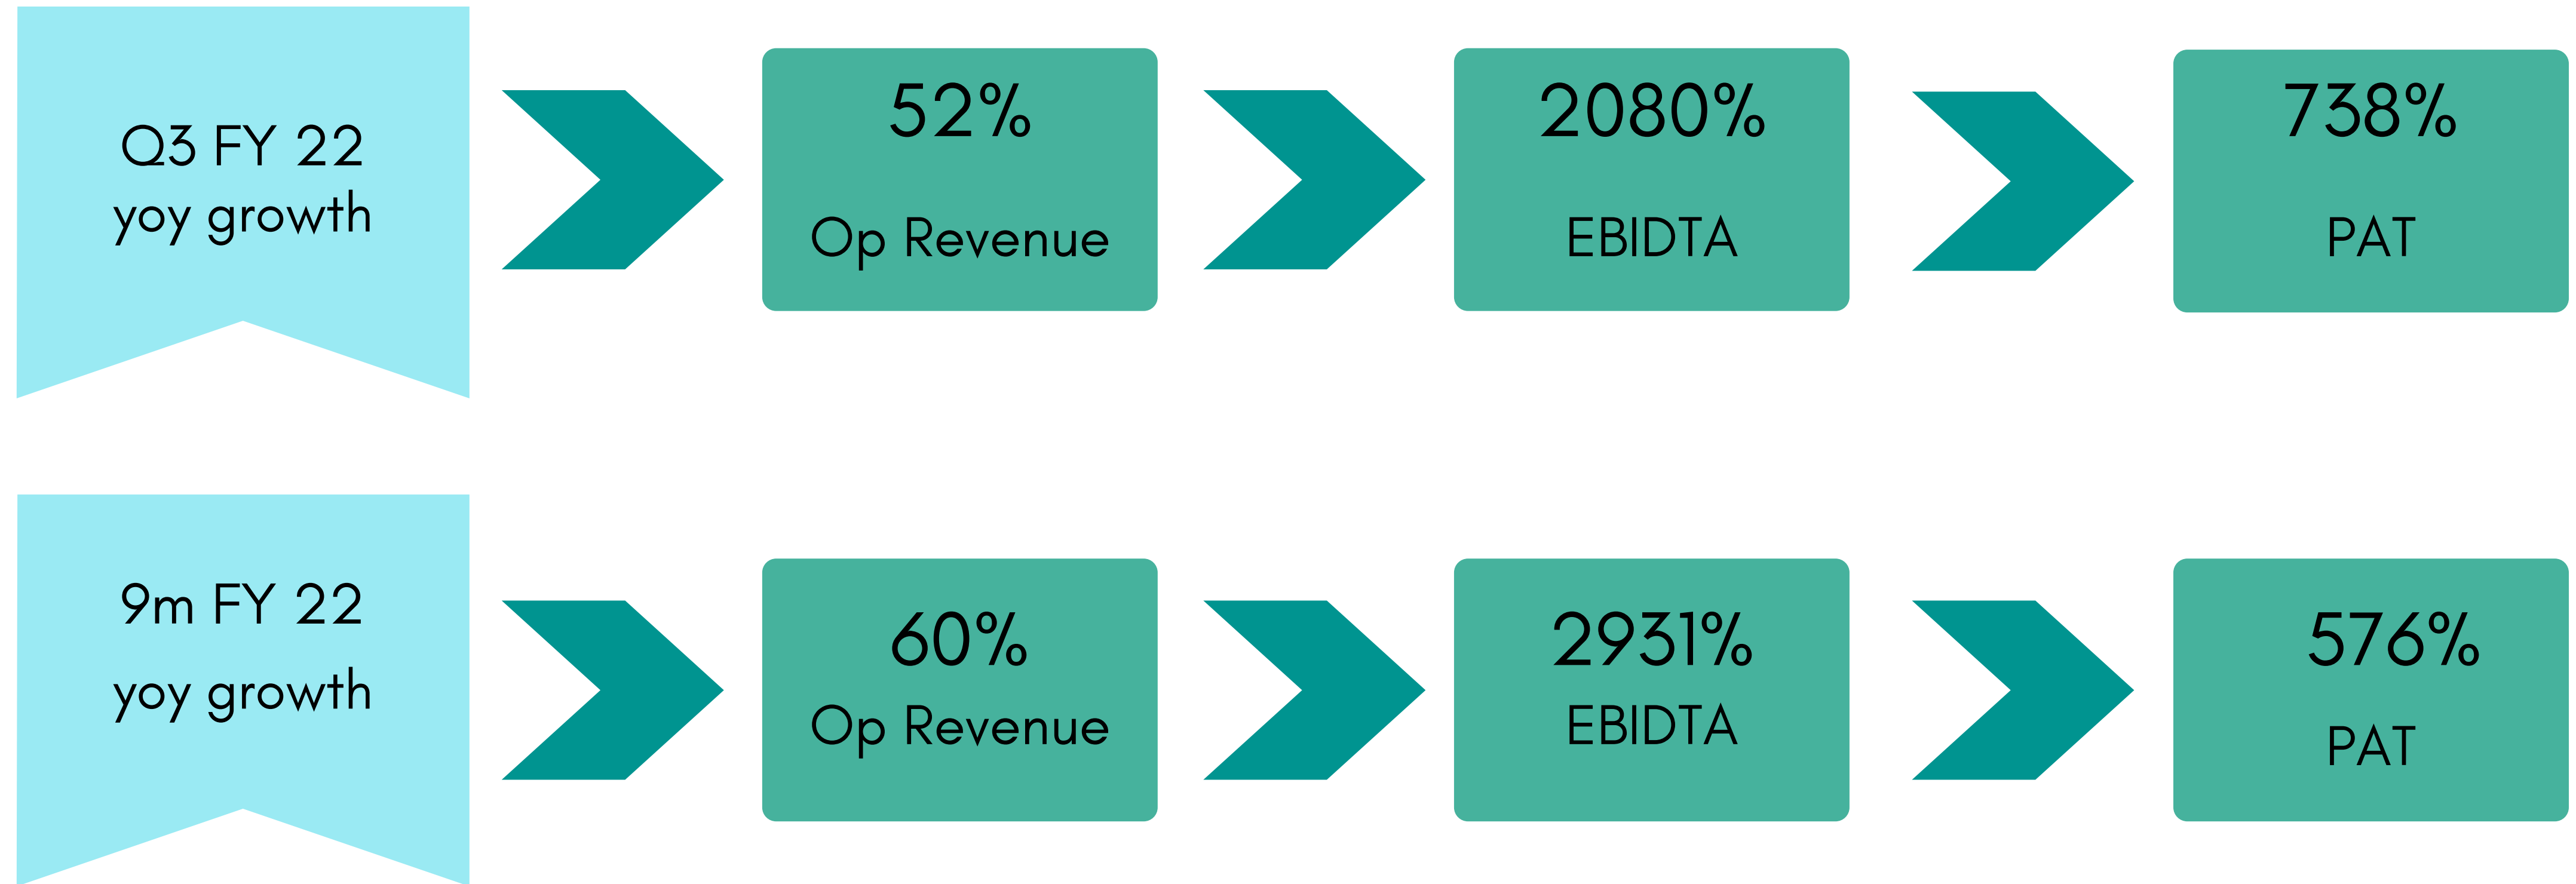 Q3 FY 22
yoy growth
52%
Op Revenue
2080%
EBIDTA
738%
PAT
9m FY 22
yoy growth
60%
Op Revenue
2931%
EBIDTA
576%
PAT